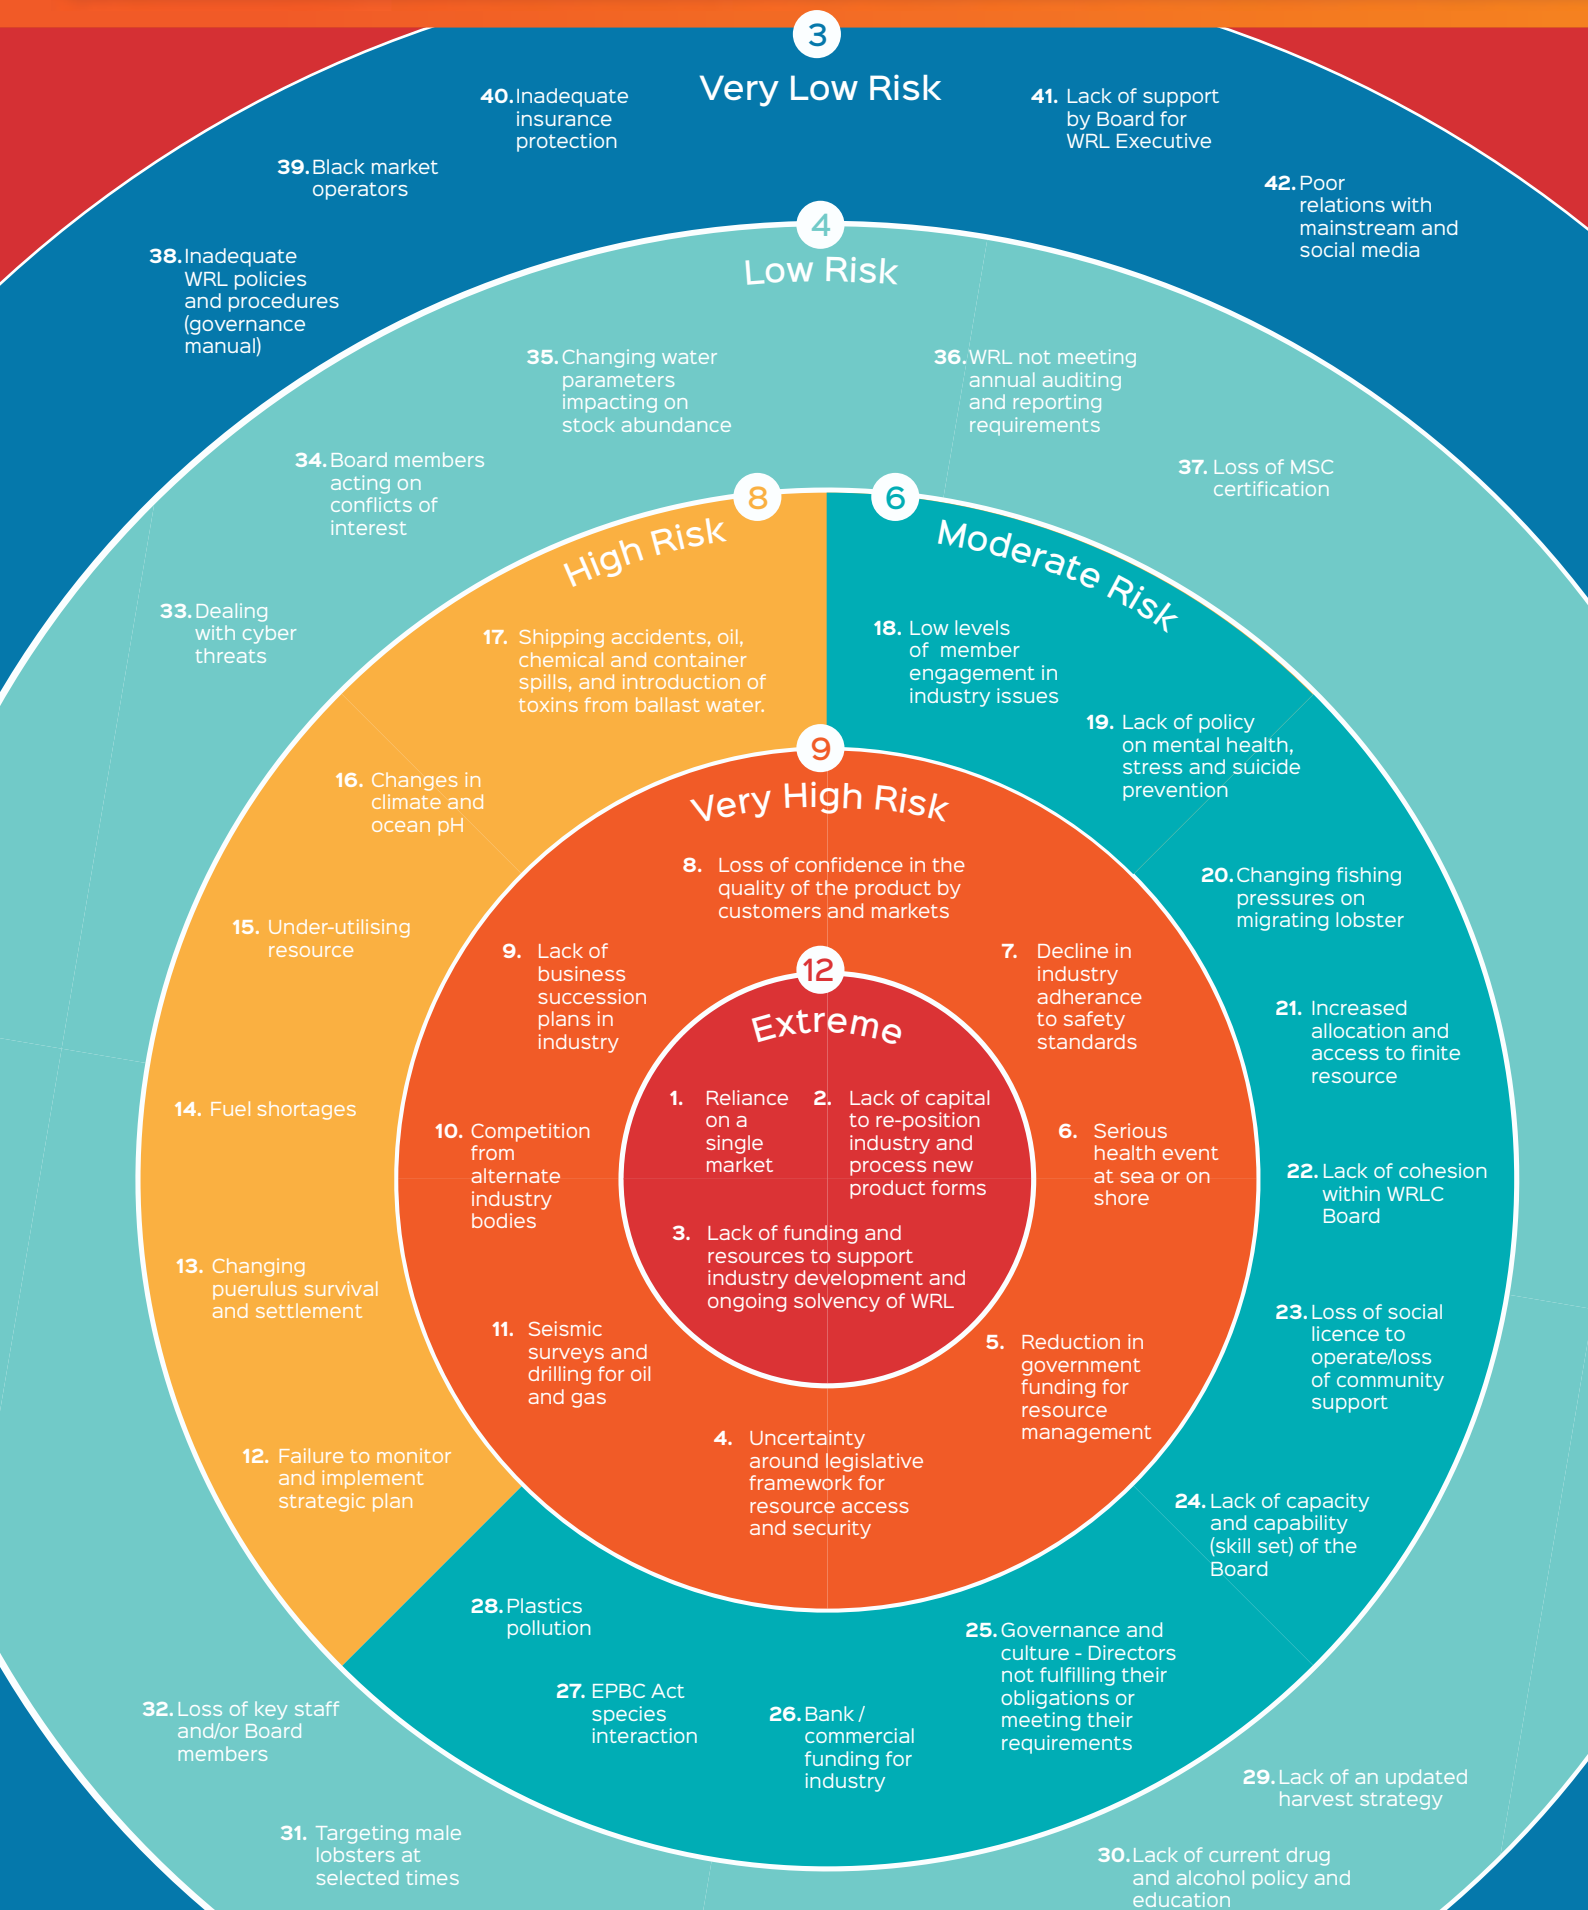 3
Very Low Risk
40. Inadequate
insurance
protection
41. Lack of support
by Board for
WRL Executive
39. Black market
operators
42. Poor
relations with
mainstream and
social media
38. Inadequate
WRL policies
and procedures
(governance
manual)
4
Low Risk
35. Changing water
parameters
impacting on
stock abundance
36. WRL not meeting
annual auditing
and reporting
requirements
34. Board members
acting on
conflicts of
interest
37. Loss of MSC
certification
33. Dealing
with cyber
threats
8
High Risk
6
Moderate Risk
17. Shipping accidents, oil,
chemical and container
spills, and introduction of
toxins from ballast water.
18. Low levels
of member
engagement in
industry issues
19. Lack of policy
on mental health,
stress and suicide
prevention
16. Changes in
climate and
ocean pH
9
Very High Risk
8. Loss of confidence in the
quality of the product by
customers and markets
20. Changing fishing
pressures on
migrating lobster
15. Under-utilising
resource
9. Lack of
business
succession
plans in
industry
7. Decline in
industry
adherance
to safety
standards
12
Extreme
21. Increased
allocation and
access to finite
resource
14. Fuel shortages
1. Reliance
on a
single
market
2. Lack of capital
to re-position
industry and
process new
product forms
10. Competition
from
alternate
industry
bodies
6. Serious
health event
at sea or on
shore
22. Lack of cohesion
within WRLC
Board
3. Lack of funding and
resources to support
industry development and
ongoing solvency of WRL
13. Changing
puerulus survival
and settlement
11. Seismic
surveys and
drilling for oil
and gas
5. Reduction in
government
funding for
resource
management
23. Loss of social
licence to
operate/loss
of community
support
4. Uncertainty
around legislative
framework for
resource access
and security
12. Failure to monitor
and implement
strategic plan
24. Lack of capacity
and capability
(skill set) of the
Board
28. Plastics
pollution
25. Governance and
culture - Directors
not fulfilling their
obligations or
meeting their
requirements
27. EPBC Act
species
interaction
26. Bank /
commercial
funding for
industry
32. Loss of key staff
and/or Board
members
29. Lack of an updated
harvest strategy
31. Targeting male
lobsters at
selected times
30. Lack of current drug
and alcohol policy and
education